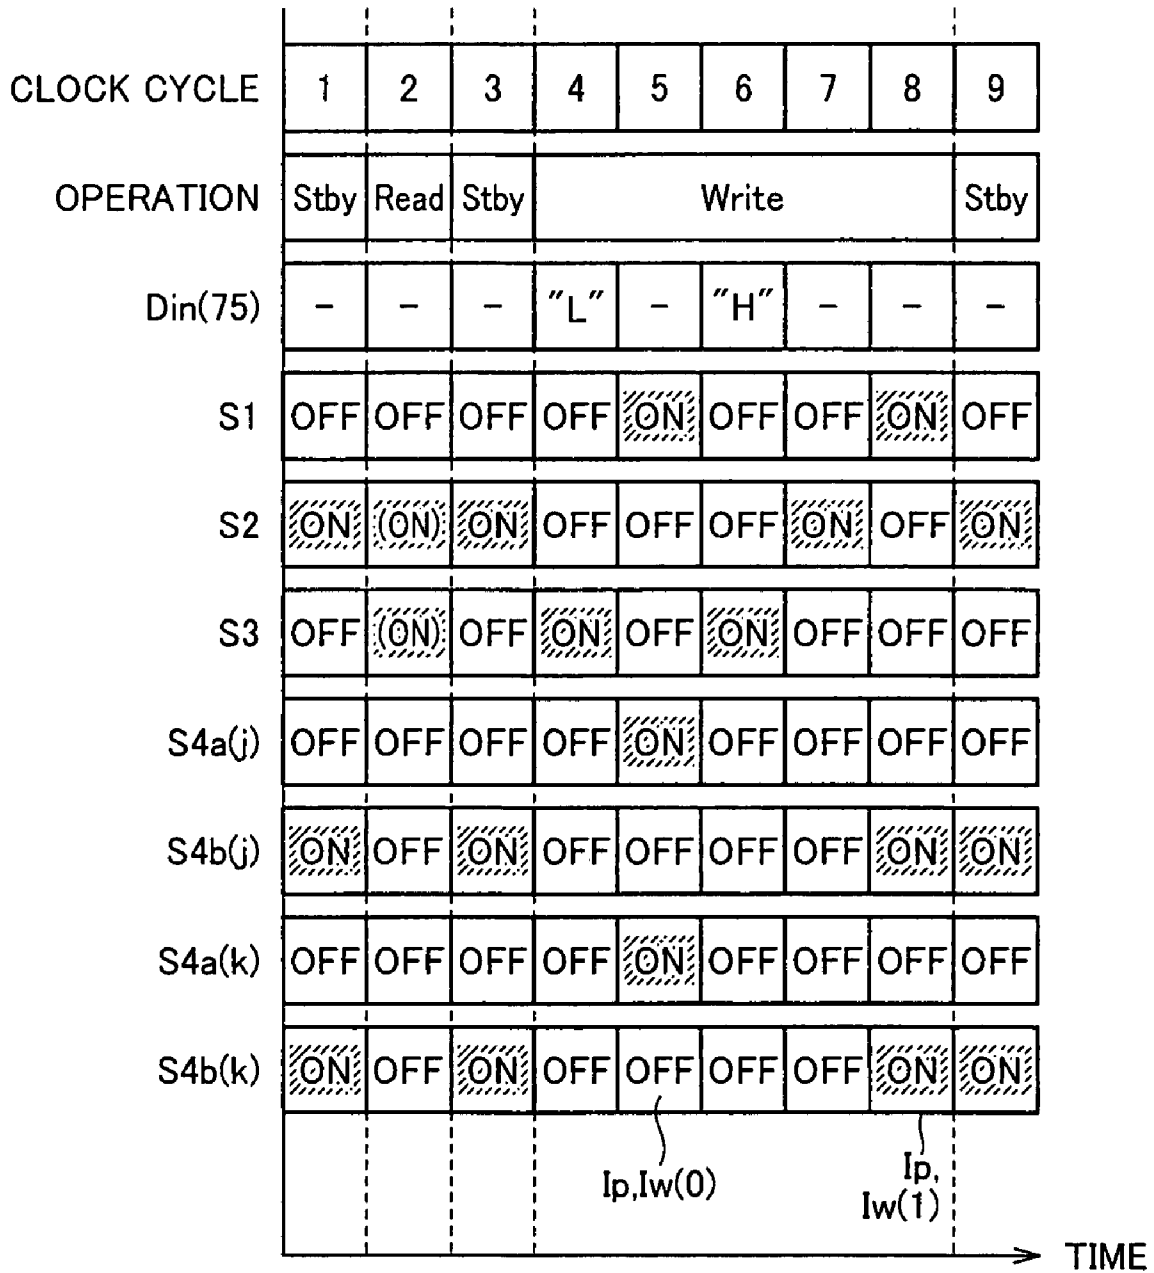 CLOCK CYCLE 1 2 3 4 5 6 7 8 9
OPERATION Stby Read Stby Write Stby
Din(75) - - - "L" - "H" - - -
S1 OFF OFF OFF OFF ON OFF OFF ON OFF
S2 ON (ON) ON OFF OFF OFF ON OFF ON
S3 OFF (ON) OFF ON OFF ON OFF OFF OFF
S4a(j) OFF OFF OFF OFF ON OFF OFF OFF OFF
S4b(j) ON OFF ON OFF OFF OFF OFF ON ON
S4a(k) OFF OFF OFF OFF ON OFF OFF OFF OFF
S4b(k) ON OFF ON OFF OFF OFF OFF ON ON
Ip,Iw(0)
Ip,
Iw(1)
TIME